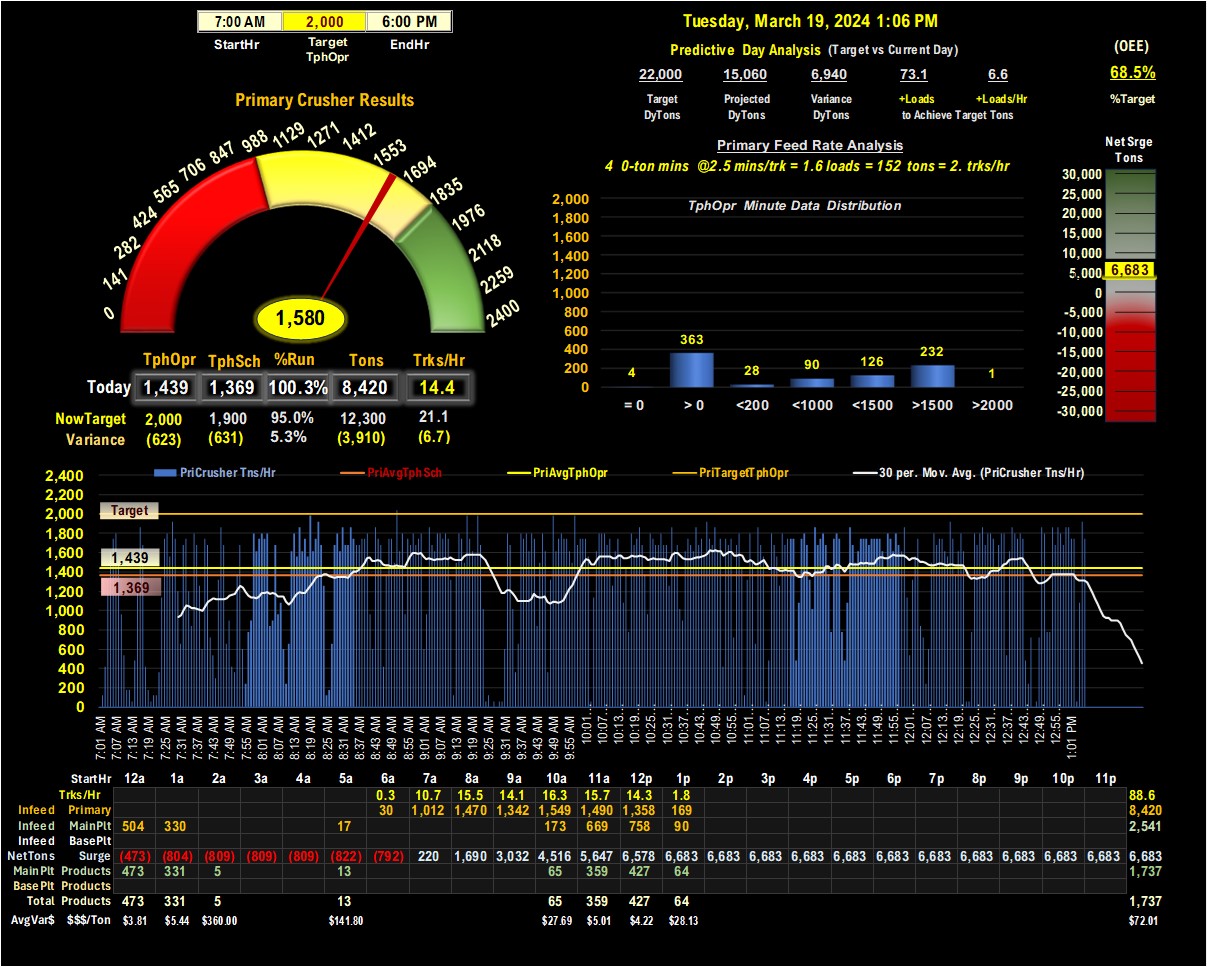 7:00 AM 2,000 6:00 PM
StartHr Target TphOpr EndHr
Tuesday, March 19, 2024 1:06 PM
Predictive Day Analysis (Target vs Current Day)
(OEE)
22,000 15,060 6,940 73.1 6.6
68.5%
Target DyTons Projected DyTons Variance DyTons +Loads +Loads/Hr
to Achieve Target Tons
%Target
Primary Crusher Results
0 141 282 424 565 706 847 988 1129 1271 1412 1553 1694 1835 1976 2118 2259 2400
1,580
TphOpr TphSch %Run Tons Trks/Hr
Today 1,439 1,369 100.3% 8,420 14.4
NowTarget 2,000 1,900 95.0% 12,300 21.1
Variance (623) (631) 5.3% (3,910) (6.7)
Primary Feed Rate Analysis
4 0-ton mins @2.5 mins/trk = 1.6 loads = 152 tons = 2. trks/hr
TphOpr Minute Data Distribution
2,000
1,800
1,600
1,400
1,200
1,000
800
600
400
200
0
4 363 28 90 126 232 1
= 0 > 0 <200 <1000 <1500 >1500 >2000
Net Srge
Tons
30,000
25,000
20,000
15,000
10,000
5,000 6,683
0
-5,000
-10,000
-15,000
-20,000
-25,000
-30,000
PriCrusher Tns/Hr PriAvgTphSch PriAvgTphOpr PriTargetTphOpr 30 per. Mov. Avg. (PriCrusher Tns/Hr)
2,400
2,200
2,000
1,800
1,600
1,400
1,200
1,000
800
600
400
200
0
Target
1,439
1,369
7:01 AM 7:07 AM 7:13 AM 7:19 AM 7:25 AM 7:31 AM 7:37 AM 7:43 AM 7:49 AM 7:55 AM 8:01 AM 8:07 AM 8:13 AM 8:19 AM 8:25 AM 8:31 AM 8:37 AM 8:43 AM 8:49 AM 8:55 AM 9:01 AM 9:07 AM 9:13 AM 9:19 AM 9:25 AM 9:31 AM 9:37 AM 9:43 AM 9:49 AM 9:55 AM 10:01… 10:07… 10:13… 10:19… 10:25… 10:31… 10:37… 10:43… 10:49… 10:55… 11:01… 11:07… 11:13… 11:19… 11:25… 11:31… 11:37… 11:43… 11:49… 11:55… 12:01… 12:07… 12:13… 12:19… 12:25… 12:31… 12:37… 12:43… 12:49… 12:55… 1:01 PM
StartHr 12a 1a 2a 3a 4a 5a 6a 7a 8a 9a 10a 11a 12p 1p 2p 3p 4p 5p 6p 7p 8p 9p 10p 11p
Trks/Hr 0.3 10.7 15.5 14.1 16.3 15.7 14.3 1.8 88.6
Infeed Primary 30 1,012 1,470 1,342 1,549 1,490 1,358 169 8,420
Infeed MainPlt 504 330 17 173 669 758 90 2,541
Infeed BasePlt
NetTons Surge (473) (804) (809) (809) (809) (822) (792) 220 1,690 3,032 4,516 5,647 6,578 6,683 6,683 6,683 6,683 6,683 6,683 6,683 6,683 6,683 6,683 6,683 6,683
MainPlt Products 473 331 5 13 65 359 427 64 1,737
BasePlt Products
Total Products 473 331 5 13 65 359 427 64 1,737
AvgVar$ $$$/Ton $3.81 $5.44 $360.00 $141.80 $27.69 $5.01 $4.22 $28.13 $72.01